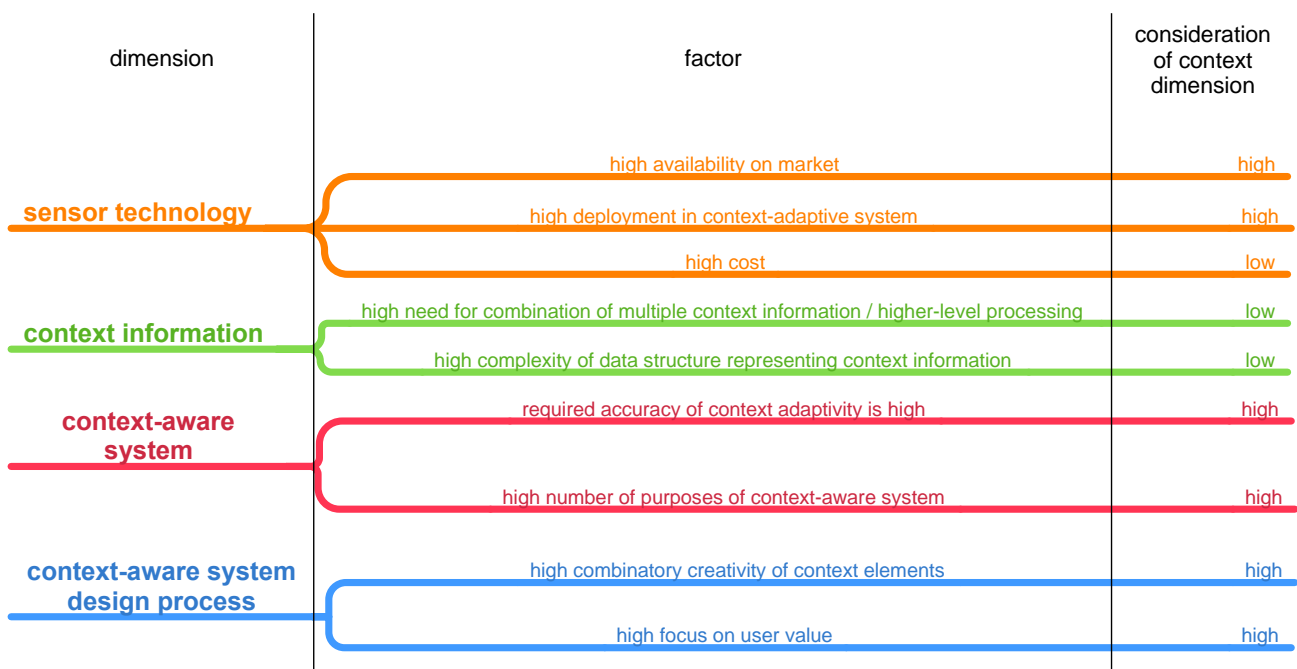 dimension
factor
consideration
of context
dimension
sensor technology
high availability on market
high
high deployment in context-adaptive system
high
high cost
low
context information
high need for combination of multiple context information / higher-level processing
low
high complexity of data structure representing context information
low
context-aware
system
required accuracy of context adaptivity is high
high
high number of purposes of context-aware system
high
context-aware system
design process
high combinatory creativity of context elements
high
high focus on user value
high